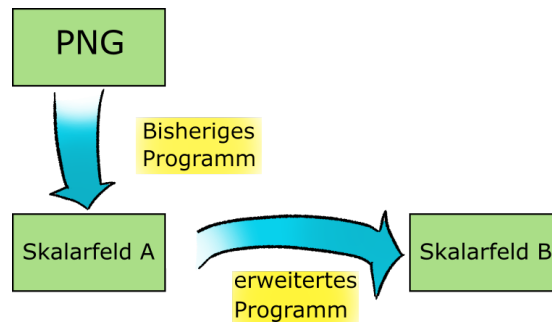 PNG
Bisheriges
Programm
Skalarfeld A
Skalarfeld B
erweitertes
Programm